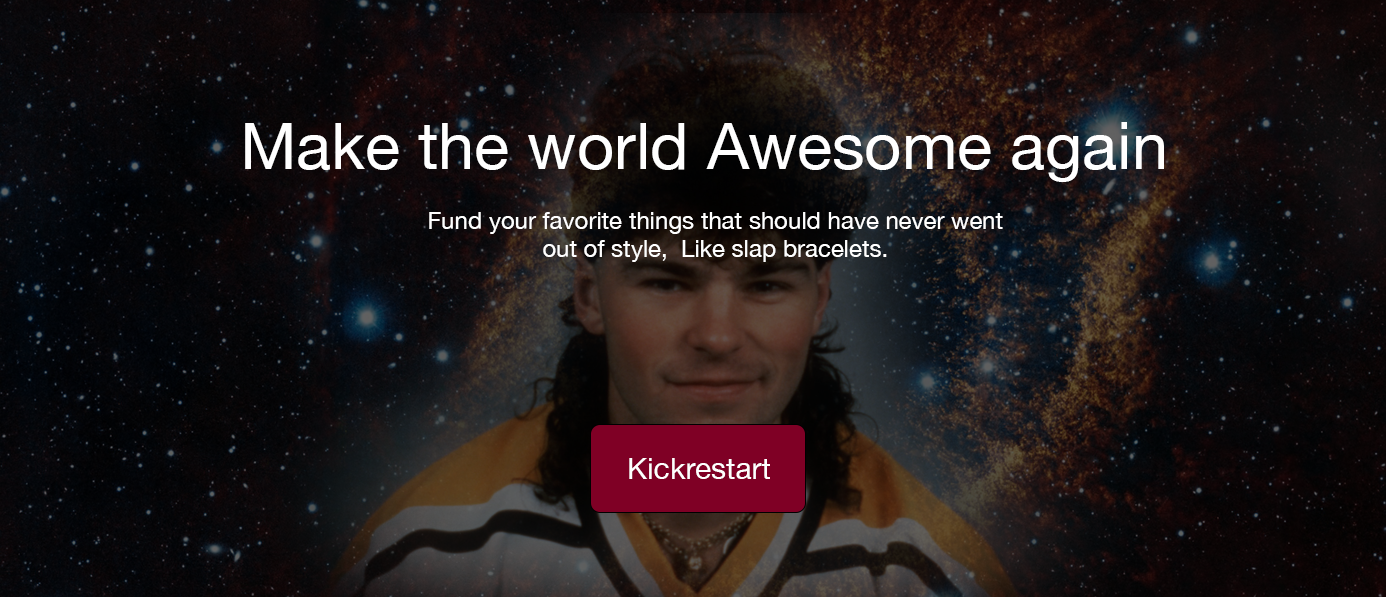 Make the world Awesome again
Fund your favorite things that should have never went
out of style,  Like slap bracelets.
Kickrestart